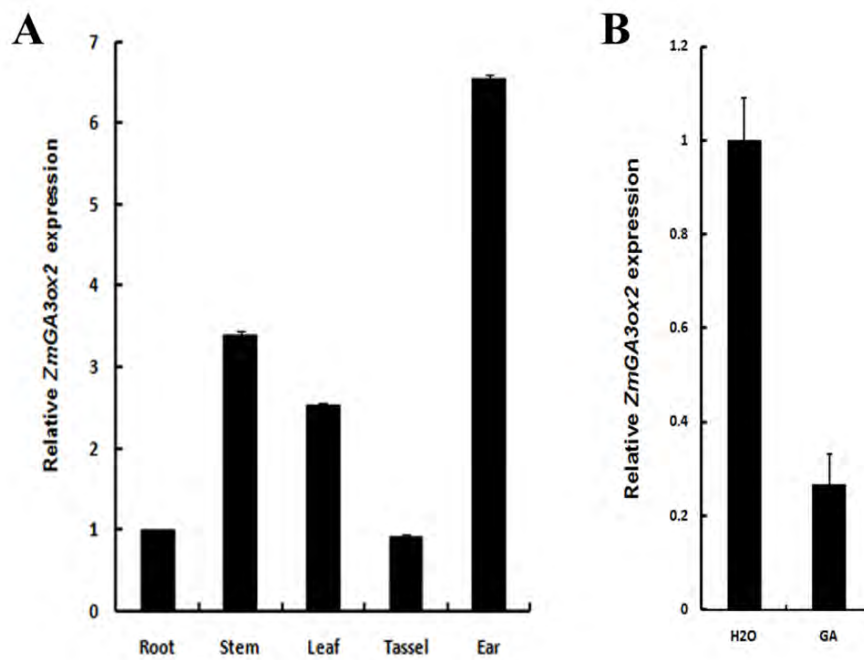 A
Relative ZmGA3ox2 expression
7
6
5
4
3
2
1
0
Root Stem Leaf Tassel Ear
B
Relative ZmGA3ox2 expression
1.2
1
0.8
0.6
0.4
0.2
0
H2O GA